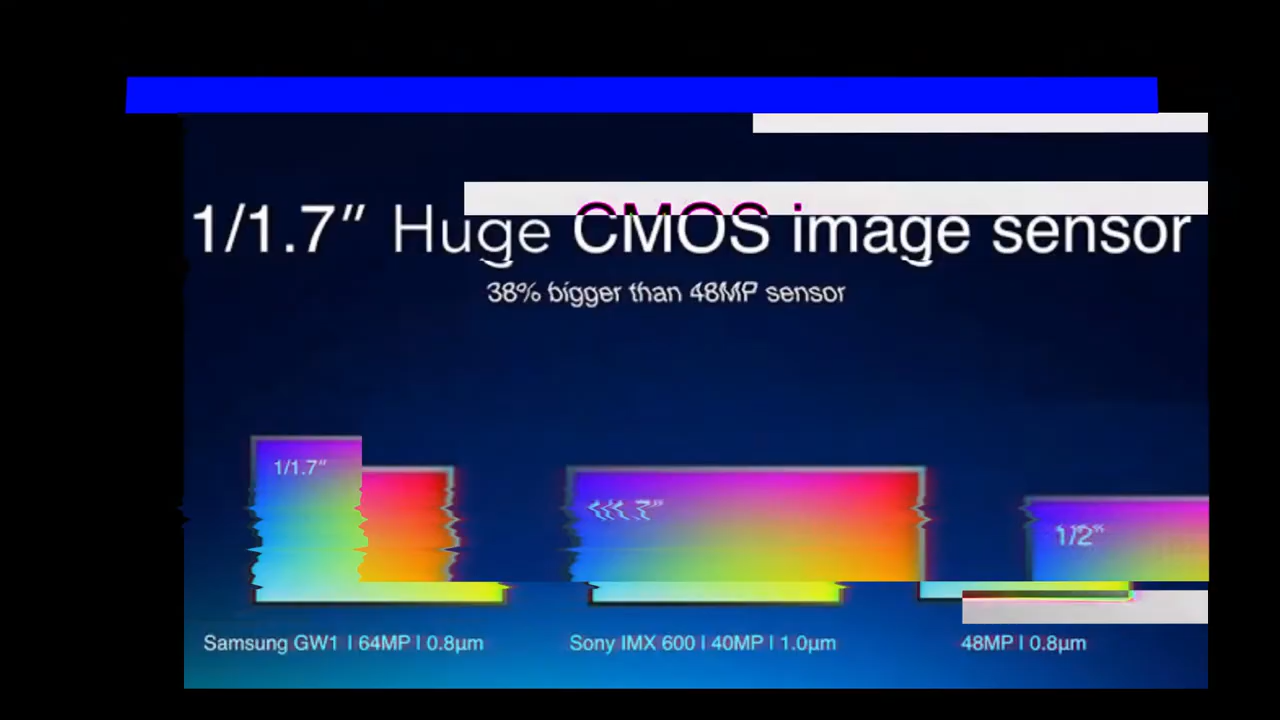 1/1.7″ Huge CMOS image sensor
38% bigger than 48MP sensor
1/1.7″
1/2″
Samsung GW1 | 64MP | 0.8μm
Sony IMX 600 | 40MP | 1.0μm
48MP | 0.8μm